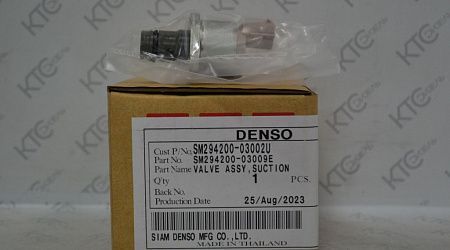 DENSO
Cust P/No. SM294200-03002U
Part No. SM294200-03009E
Part Name VALVE ASSY,SUCTION
Q'ty 1 PCS.
Back No.
Production Date 25/Aug/2023
SIAM DENSO MFG CO.,LTD.
MADE IN THAILAND